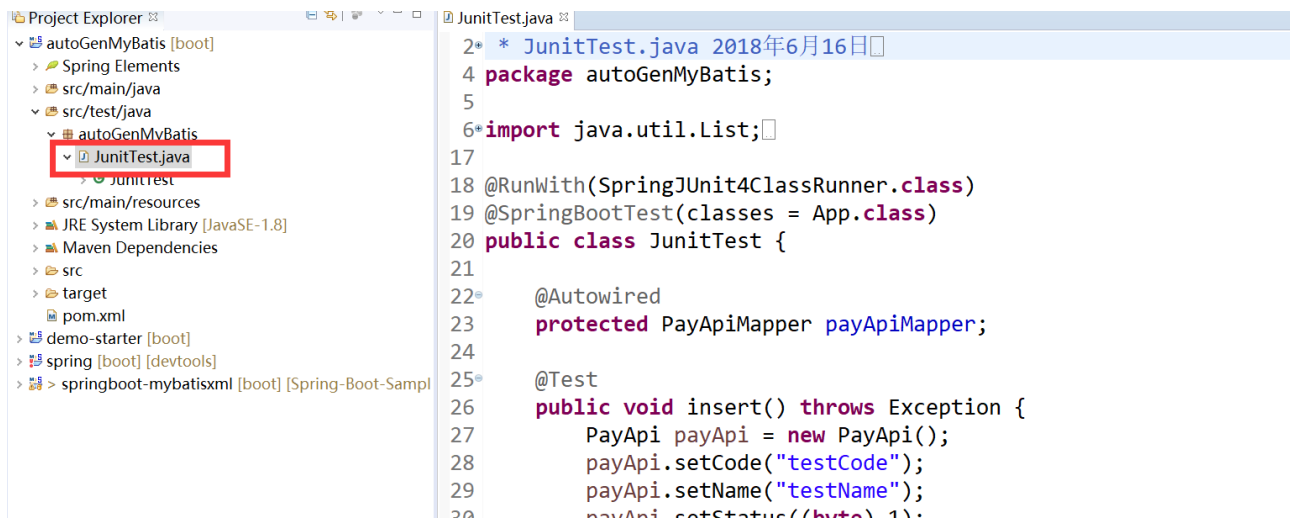 Project Explorer
autoGenMyBatis [boot]
Spring Elements
src/main/java
src/test/java
autoGenMyBatis
JunitTest.java
JunitTest
src/main/resources
JRE System Library [JavaSE-1.8]
Maven Dependencies
src
target
pom.xml
demo-starter [boot]
spring [boot] [devtools]
> springboot-mybatisxml [boot] [Spring-Boot-Sampl
JunitTest.java
2 * JunitTest.java 2018年6月16日
4 package autoGenMyBatis;
5
6 import java.util.List;
17
18 @RunWith(SpringJUnit4ClassRunner.class)
19 @SpringBootTest(classes = App.class)
20 public class JunitTest {
21
22 @Autowired
23 protected PayApiMapper payApiMapper;
24
25 @Test
26 public void insert() throws Exception {
27 PayApi payApi = new PayApi();
28 payApi.setCode("testCode");
29 payApi.setName("testName");
30 payApi.setStatus((byte) 1);